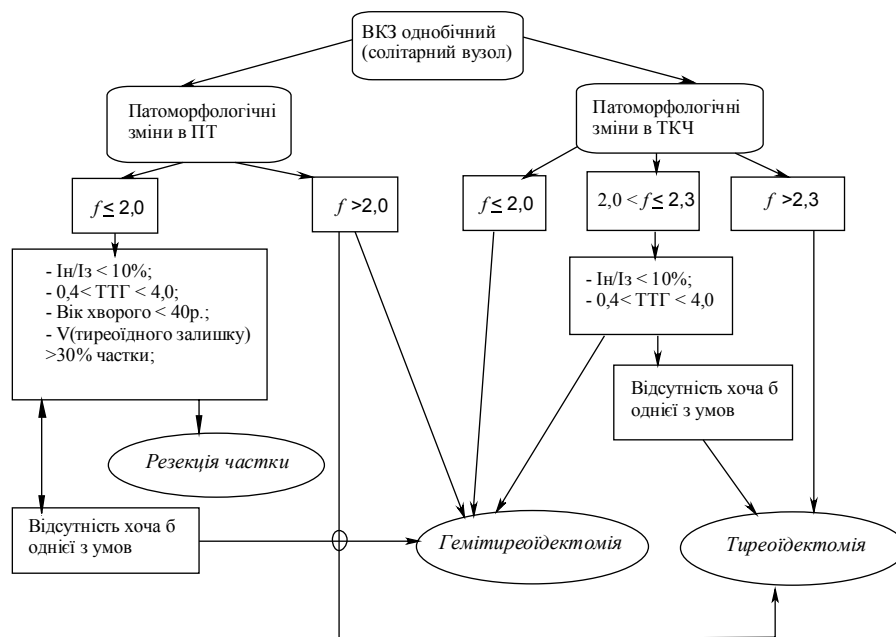 ВКЗ однобічний
(солітарний вузол)
Патоморфологічні
зміни в ПТ
Патоморфологічні
зміни в ТКЧ
f ≤ 2,0
f >2,0
f ≤ 2,0
2,0 < f ≤ 2,3
f >2,3
- Ін/Із < 10%;
- 0,4< ТТГ < 4,0;
- Вік хворого < 40р.;
- V(тиреоїдного залишку)
>30% частки;
- Ін/Із < 10%;
- 0,4< ТТГ < 4,0
Відсутність хоча б
однієї з умов
Резекція частки
Відсутність хоча б
однієї з умов
Гемітиреоїдектомія
Тиреоїдектомія